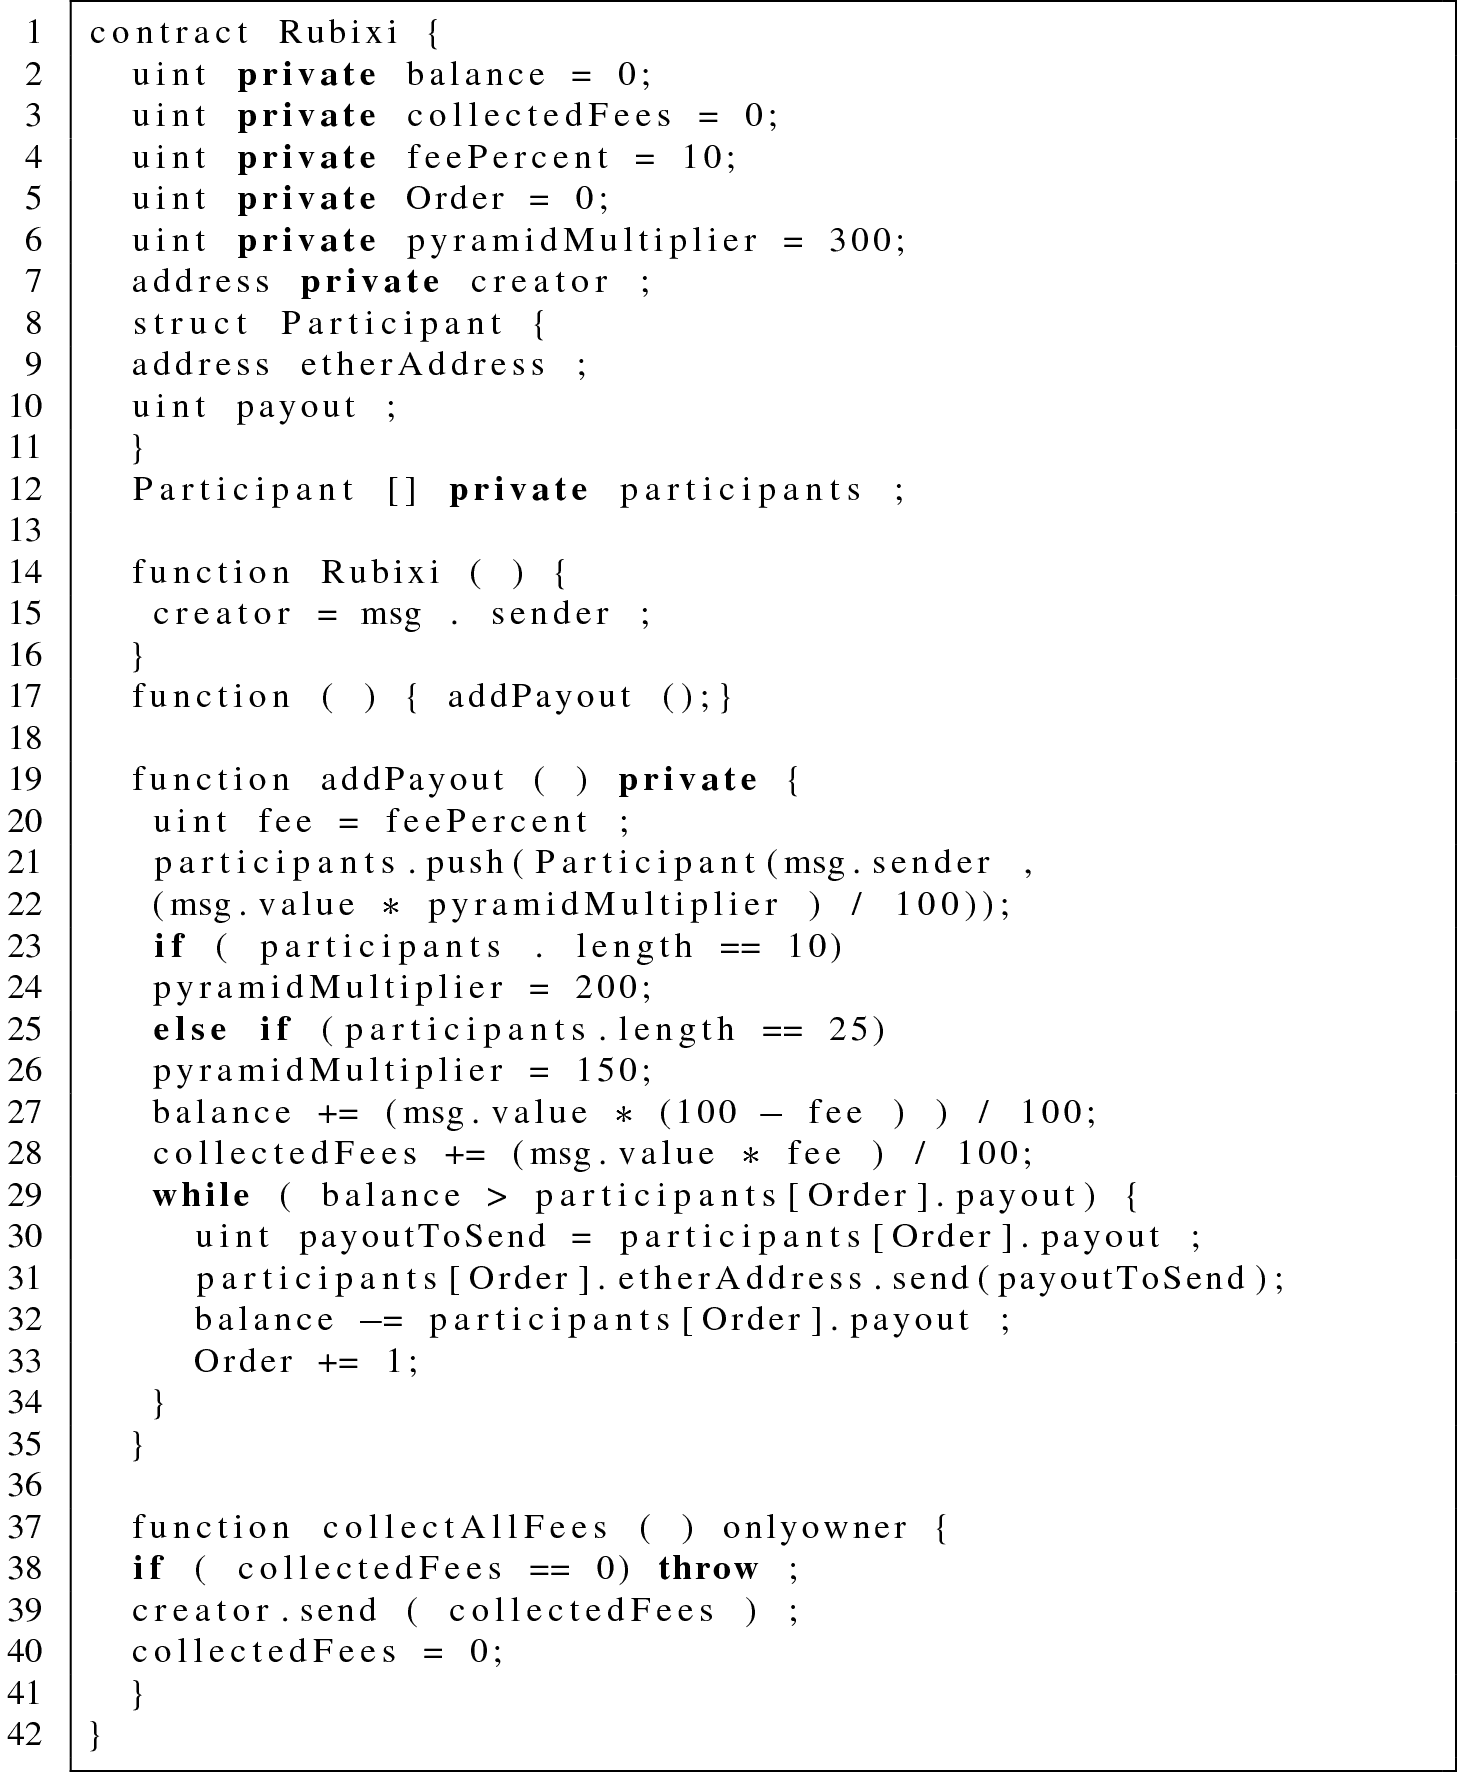 1 contract Rubixi {
2 uint private balance = 0;
3 uint private collectedFees = 0;
4 uint private feePercent = 10;
5 uint private Order = 0;
6 uint private pyramidMultiplier = 300;
7 address private creator ;
8 struct Participant {
9 address etherAddress ;
10 uint payout ;
11 }
12 Participant [] private participants ;
13
14 function Rubixi ( ) {
15 creator = msg . sender ;
16 }
17 function ( ) { addPayout ();}
18
19 function addPayout ( ) private {
20 uint fee = feePercent ;
21 participants.push(Participant(msg.sender ,
22 (msg.value * pyramidMultiplier ) / 100));
23 if ( participants . length == 10)
24 pyramidMultiplier = 200;
25 else if (participants.length == 25)
26 pyramidMultiplier = 150;
27 balance += (msg.value * (100 – fee ) ) / 100;
28 collectedFees += (msg.value * fee ) / 100;
29 while ( balance > participants[Order].payout) {
30 uint payoutToSend = participants[Order].payout ;
31 participants[Order].etherAddress.send(payoutToSend);
32 balance –= participants[Order].payout ;
33 Order += 1;
34 }
35 }
36
37 function collectAllFees ( ) onlyowner {
38 if ( collectedFees == 0) throw ;
39 creator.send ( collectedFees ) ;
40 collectedFees = 0;
41 }
42 }